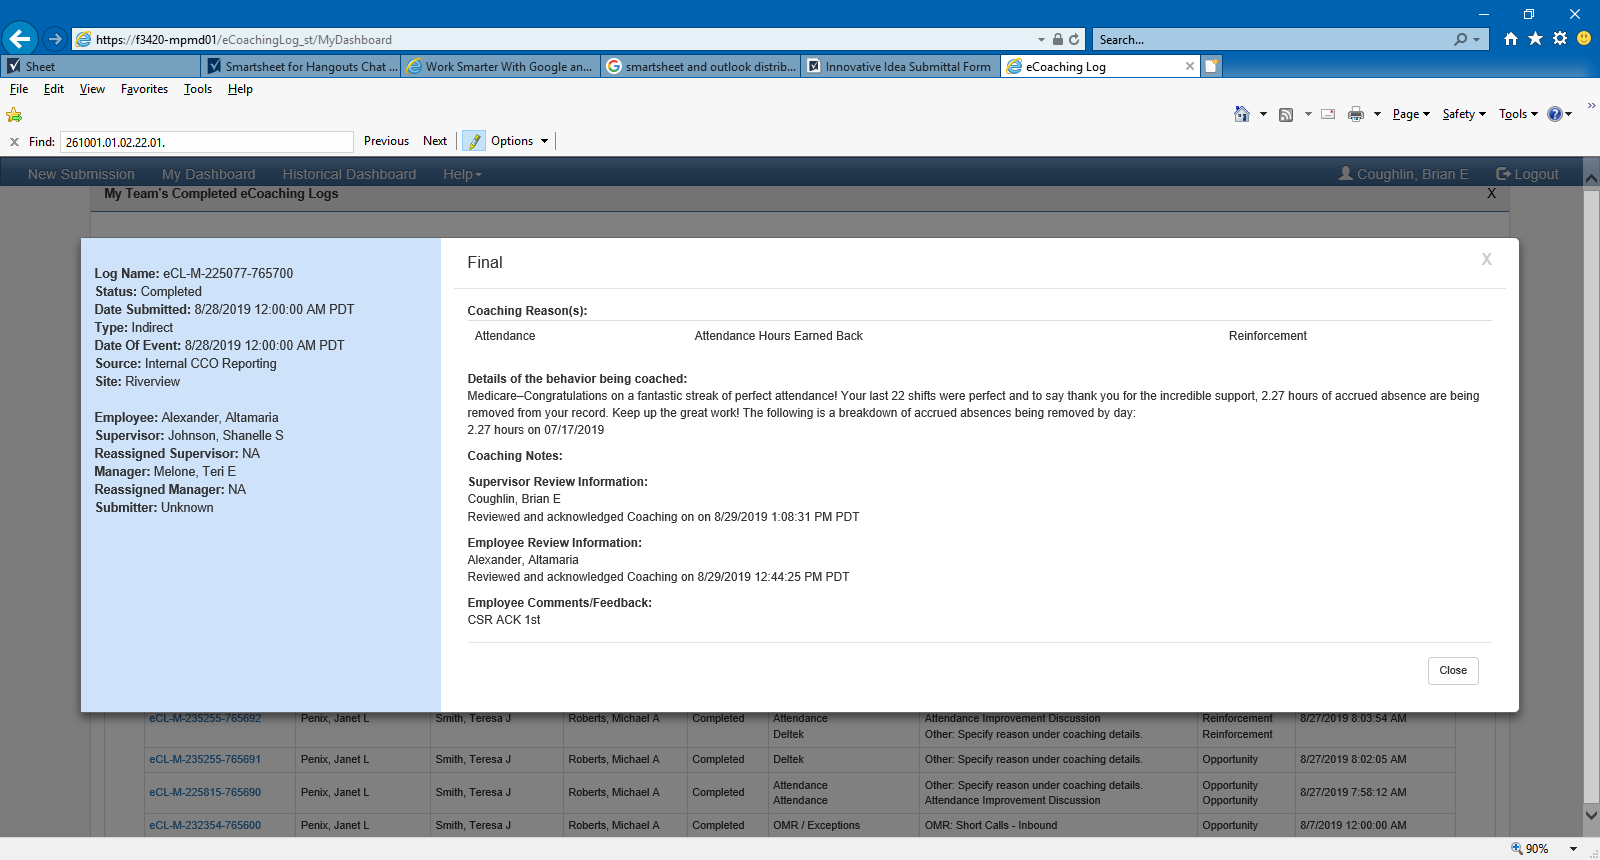 https://f3420-mpmd01/eCoachingLog_st/MyDashboard
Search...
Sheet
Smartsheet for Hangouts Chat ...
Work Smarter With Google an...
smartsheet and outlook distrib...
Innovative Idea Submittal Form
eCoaching Log
File Edit View Favorites Tools Help
Page Safety Tools
x Find: 261001.01.02.22.01. Previous Next Options
New Submission My Dashboard Historical Dashboard Help Coughlin, Brian E Logout
My Team's Completed eCoaching Logs X
Log Name: eCL-M-225077-765700
Status: Completed
Date Submitted: 8/28/2019 12:00:00 AM PDT
Type: Indirect
Date Of Event: 8/28/2019 12:00:00 AM PDT
Source: Internal CCO Reporting
Site: Riverview
Employee: Alexander, Altamaria
Supervisor: Johnson, Shanelle S
Reassigned Supervisor: NA
Manager: Melone, Teri E
Reassigned Manager: NA
Submitter: Unknown
Final X
Coaching Reason(s):
Attendance Attendance Hours Earned Back Reinforcement
Details of the behavior being coached:
Medicare–Congratulations on a fantastic streak of perfect attendance! Your last 22 shifts were perfect and to say thank you for the incredible support, 2.27 hours of accrued absence are being
removed from your record. Keep up the great work! The following is a breakdown of accrued absences being removed by day:
2.27 hours on 07/17/2019
Coaching Notes:
Supervisor Review Information:
Coughlin, Brian E
Reviewed and acknowledged Coaching on on 8/29/2019 1:08:31 PM PDT
Employee Review Information:
Alexander, Altamaria
Reviewed and acknowledged Coaching on 8/29/2019 12:44:25 PM PDT
Employee Comments/Feedback:
CSR ACK 1st
Close
eCL-M-235255-765692 Penix, Janet L Smith, Teresa J Roberts, Michael A Completed Attendance Attendance Improvement Discussion Reinforcement 8/27/2019 8:03:54 AM
Deltek Other: Specify reason under coaching details. Reinforcement
eCL-M-235255-765691 Penix, Janet L Smith, Teresa J Roberts, Michael A Completed Deltek Other: Specify reason under coaching details. Opportunity 8/27/2019 8:02:05 AM
eCL-M-225815-765690 Penix, Janet L Smith, Teresa J Roberts, Michael A Completed Attendance Other: Specify reason under coaching details. Opportunity 8/27/2019 7:58:12 AM
Attendance Attendance Improvement Discussion Opportunity
eCL-M-232354-765600 Penix, Janet L Smith, Teresa J Roberts, Michael A Completed OMR / Exceptions OMR: Short Calls - Inbound Opportunity 8/7/2019 12:00:00 AM
90%